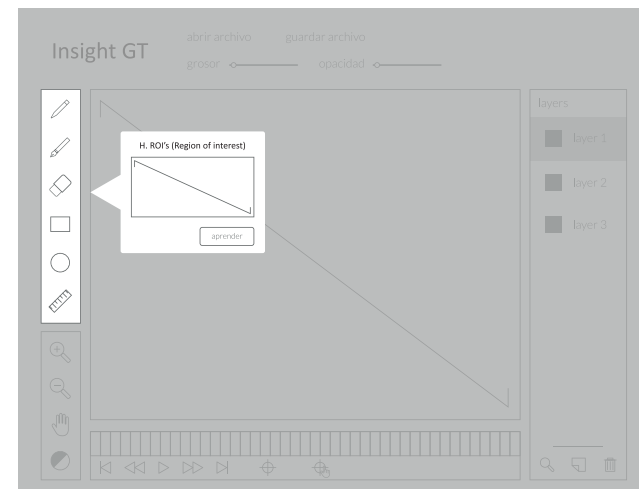 Insight GT
abrir archivo
guardar archivo
grosor
opacidad
layers
layer 1
layer 2
layer 3
H. ROI's (Region of interest)
aprender